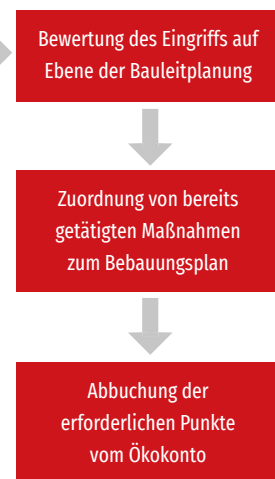 Bewertung des Eingriffs auf
Ebene der Bauleitplanung
Zuordnung von bereits
getätigten Maßnahmen
zum Bebauungsplan
Abbuchung der
erforderlichen Punkte
vom Ökokonto